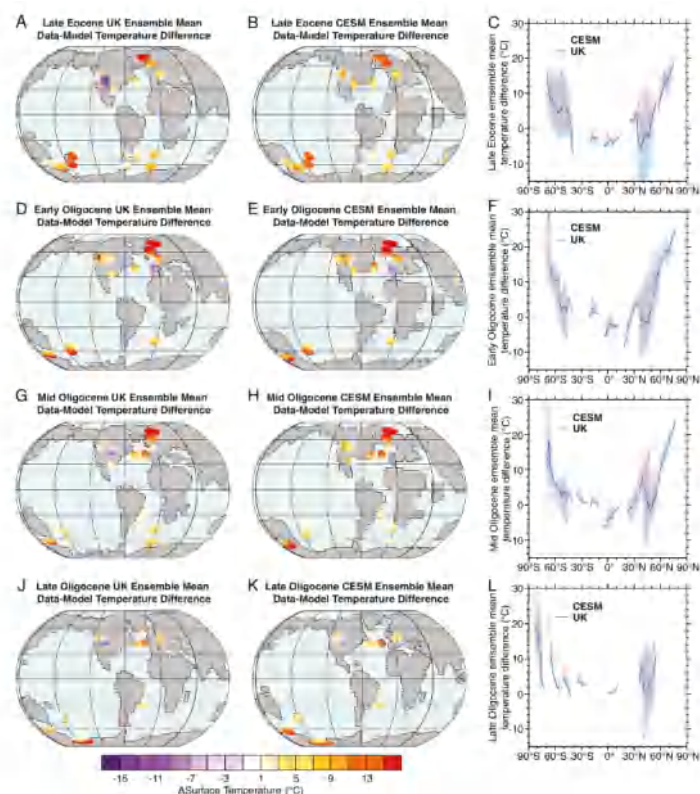 A
Late Eocene UK Ensemble Mean
Data-Model Temperature Difference
B
Late Eocene CESM Ensemble Mean
Data-Model Temperature Difference
C
CESM
UK
Late Eocene ensemble mean
temperature difference (°C)
30
20
10
0
-10
90°S 60°S 30°S 0°N 30°N 60°N 90°N
D
Early Oligocene UK Ensemble Mean
Data-Model Temperature Difference
E
Early Oligocene CESM Ensemble Mean
Data-Model Temperature Difference
F
CESM
UK
Early Oligocene ensemble mean
temperature difference (°C)
30
20
10
0
-10
90°S 60°S 30°S 0°N 30°N 60°N 90°N
G
Mid Oligocene UK Ensemble Mean
Data-Model Temperature Difference
H
Mid Oligocene CESM Ensemble Mean
Data-Model Temperature Difference
I
CESM
UK
Mid Oligocene ensemble mean
temperature difference (°C)
30
20
10
0
-10
90°S 60°S 30°S 0°N 30°N 60°N 90°N
J
Late Oligocene UK Ensemble Mean
Data-Model Temperature Difference
K
Late Oligocene CESM Ensemble Mean
Data-Model Temperature Difference
L
CESM
UK
Late Oligocene ensemble mean
temperature difference (°C)
30
20
10
0
-10
90°S 60°S 30°S 0°N 30°N 60°N 90°N
-15 -11 -7 -3 1 5 9 13
ΔSurface Temperature (°C)